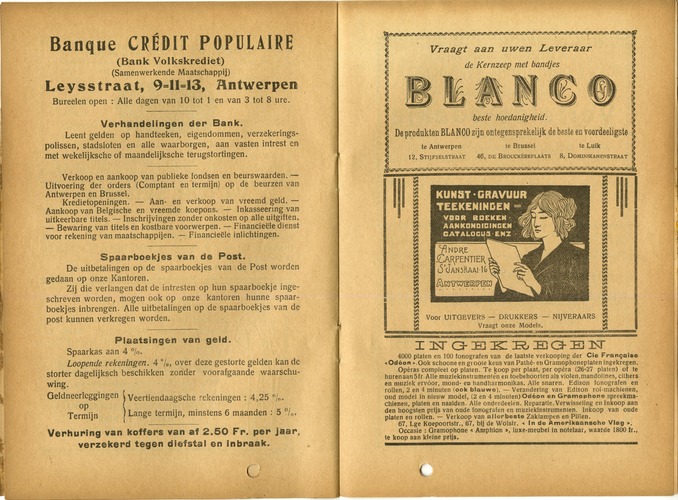 Banque CRÉDIT POPULAIRE
(Bank Volkskrediet)
(Samenwerkende Maatschappij)
Leysstraat, 9-11-13, Antwerpen
Bureelen open : Alle dagen van 10 tot 1 en van 3 tot 8 ure.
Verhandelingen der Bank.
Leent gelden op handteeken, eigendommen, verzekerings-
polissen, stadsloten en alle waarborgen, aan vasten intrest en
met wekelijksche of maandelijksche terugstortingen.
Verkoop en aankoop van publieke fondsen en beurswaarden. —
Uitvoering der orders (Comptant en termijn) op de beurzen van
Antwerpen en Brussel.
Kredietopeningen. — Aan- en verkoop van vreemd geld. —
Aankoop van Belgische en vreemde koepons. — Inkasseering van
uitkeerbare titels. — Inschrijvingen zonder onkosten op alle uitgiften.
— Bewaring van titels en kostbare voorwerpen. — Financieële dienst
voor rekening van maatschappijen. — Financieële inlichtingen.
Spaarboekjes van de Post.
De uitbetalingen op de spaarboekjes van de Post worden
gedaan op onze Kantoren.
Zij die verlangen dat de intresten op hun spaarboekje inge-
schreven worden, mogen ook op onze kantoren hunne spaar-
boekjes inbrengen. Alle uitbetalingen op de spaarboekjes van de
post kunnen verkregen worden.
Plaatsingen van geld.
Spaarkas aan 4 %.
Loopende rekeningen. 4 %, over deze gestorte gelden kan de
storter dagelijksch beschikken zonder voorafgaande waarschu-
wing.
Geldneerleggingen op Termijn
Veertiendaagsche rekeningen : 4,25 %.
Lange termijn, minstens 6 maanden : 5 %.
Verhuring van koffers van af 2.50 Fr. per jaar,
verzekerd tegen diefstal en inbraak.
Vraagt aan uwen Leveraar
de Kernzeep met bandjes
BLANCO
beste hoedanigheid.
De produkten BLANCO zijn ontegensprekelijk de beste en voordeeligste
te Antwerpen te Brussel te Luik
12, STIJFSELSTRAAT 46, DE BROUCKÈREPLAATS 8, DOMINIKANENSTRAAT
KUNST-GRAVUUR
TEEKENINGEN
VOOR BOEKEN
AANKONDIGINGEN
CATALOGUS·ENZ
ANDRE
CARPENTIER
ST JANSKAAI·16
ANTWERPEN
Voor UITGEVERS — DRUKKERS — NIJVERAARS
Vraagt onze Models.
INGEKREGEN
4000 platen en 100 fonografen van de laatste verkooping der Cie Française
«Odéon». Ook schoone en groote keus van Pathé- en Gramophoneplaten ingekregen.
Opéras compleet op platen. Te koop per plaat, per opéra (26-27 platen) of te
huren aan 5 fr. Alle muziekinstrumenten en toebehoorten als violen, mandolines, cithers
en muziek ervoor, mond- en handharmonikas. Alle snaren. Edison fonografen en
rollen, 2 en 4 minuten (ook blauwe). — Verandering van Edison rol-machienen,
oud model in nieuw model, (2 en 4 minuten) Odéon en Gramophone spreekma-
chienen, platen en naalden. Alle onderdeelen. Reparatie. Verwisseling en Inkoop aan
den hoogsten prijs van oude fonografen en muziekinstrumenten. Inkoop van oude
platen en rollen. — Verkoop van allerbeste Zaklampen en Pillen.
67, Lge Koepoortstr., 67, bij de Wolstr. « In de Amerikaansche Vlag ».
Occasie : Gramophone « Amphion », luxe-meubel in notelaar, waarde 1800 fr.,
te koop aan kleine prijs.